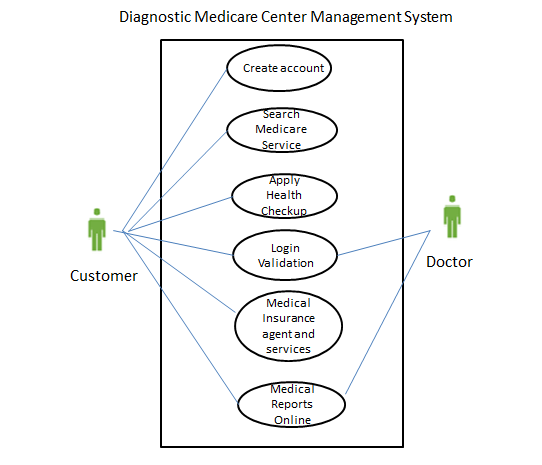 Diagnostic Medicare Center Management System
Create account
Search
Medicare
Service
Apply
Health
Checkup
Login
Validation
Customer
Doctor
Medical
Insurance
agent and
services
Medical
Reports
Online